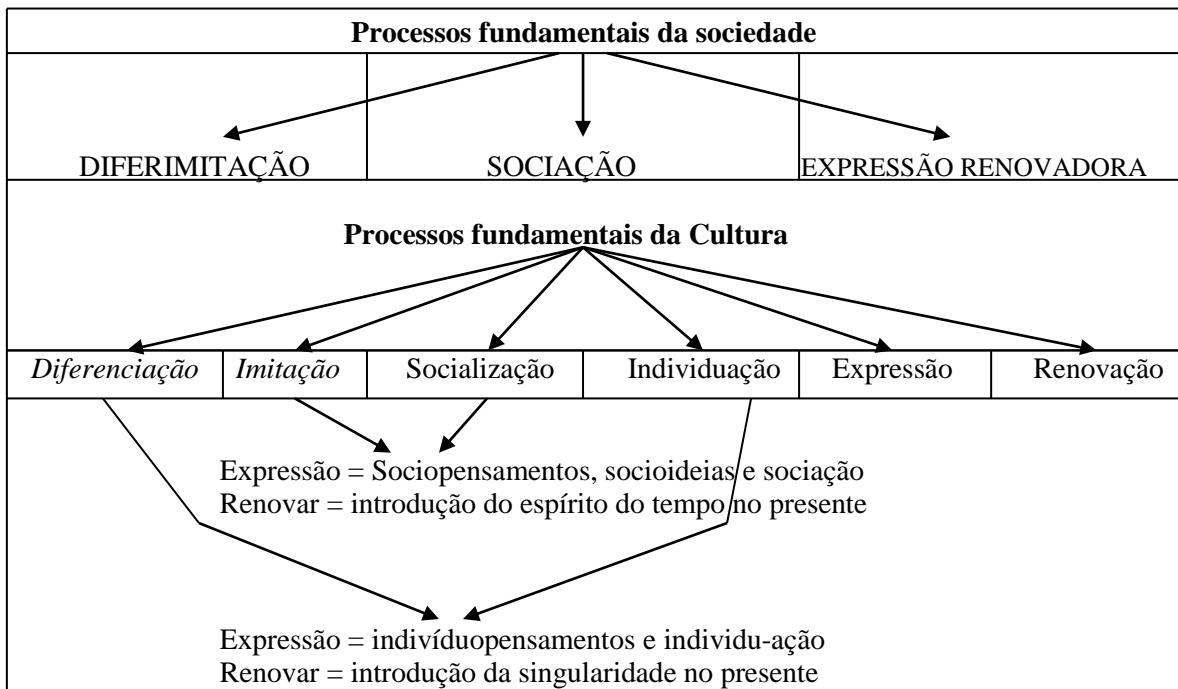 Processos fundamentais da sociedade
DIFERIMITAÇÃO SOCIAÇÃO EXPRESSÃO RENOVADORA
Processos fundamentais da Cultura
Diferenciação Imitação Socialização Individuação Expressão Renovação
Expressão = Sociopensamentos, socioideias e sociação
Renovar = introdução do espírito do tempo no presente
Expressão = indivíduopensamentos e individu-ação
Renovar = introdução da singularidade no presente